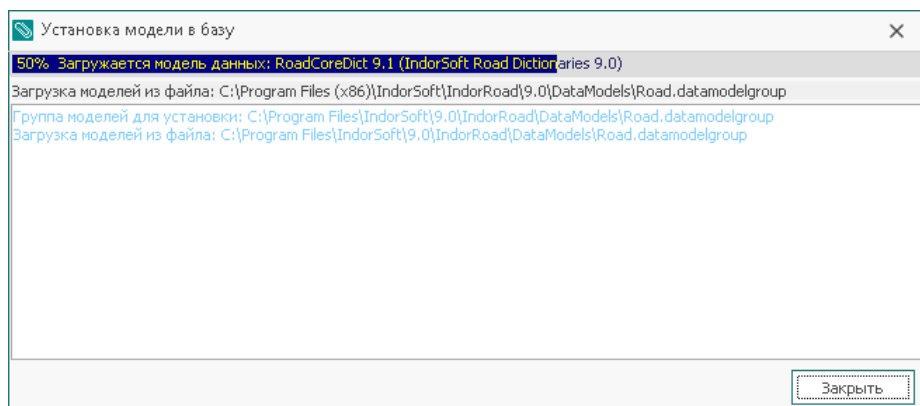 Установка модели в базу
50% Загружается модель данных: RoadCoreDict 9.1 (IndorSoft Road Dictionaries 9.0)
Загрузка моделей из файла: C:\Program Files (x86)\IndorSoft\IndorRoad\9.0\DataModels\Road.datamodelgroup
Группа моделей для установки: C:\Program Files\IndorSoft\9.0\IndorRoad\DataModels\Road.datamodelgroup
Загрузка моделей из файла: C:\Program Files\IndorSoft\9.0\IndorRoad\DataModels\Road.datamodelgroup
Закрыть